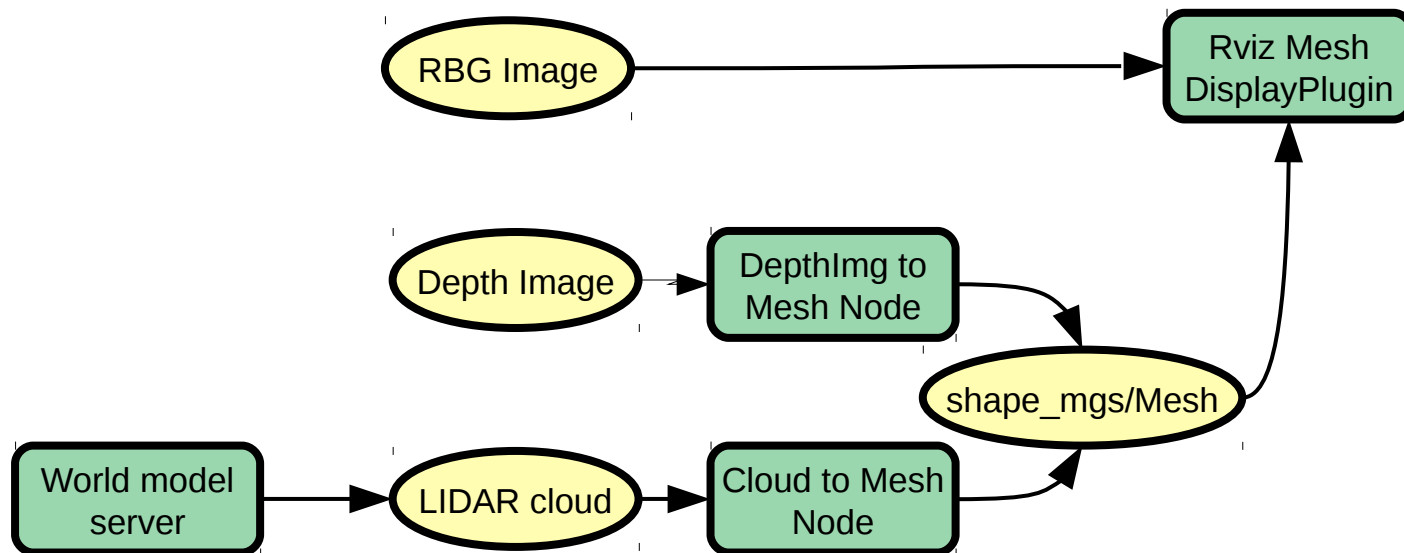 RBG Image
Rviz Mesh
DisplayPlugin
Depth Image
DepthImg to
Mesh Node
shape_mgs/Mesh
World model
server
LIDAR cloud
Cloud to Mesh
Node